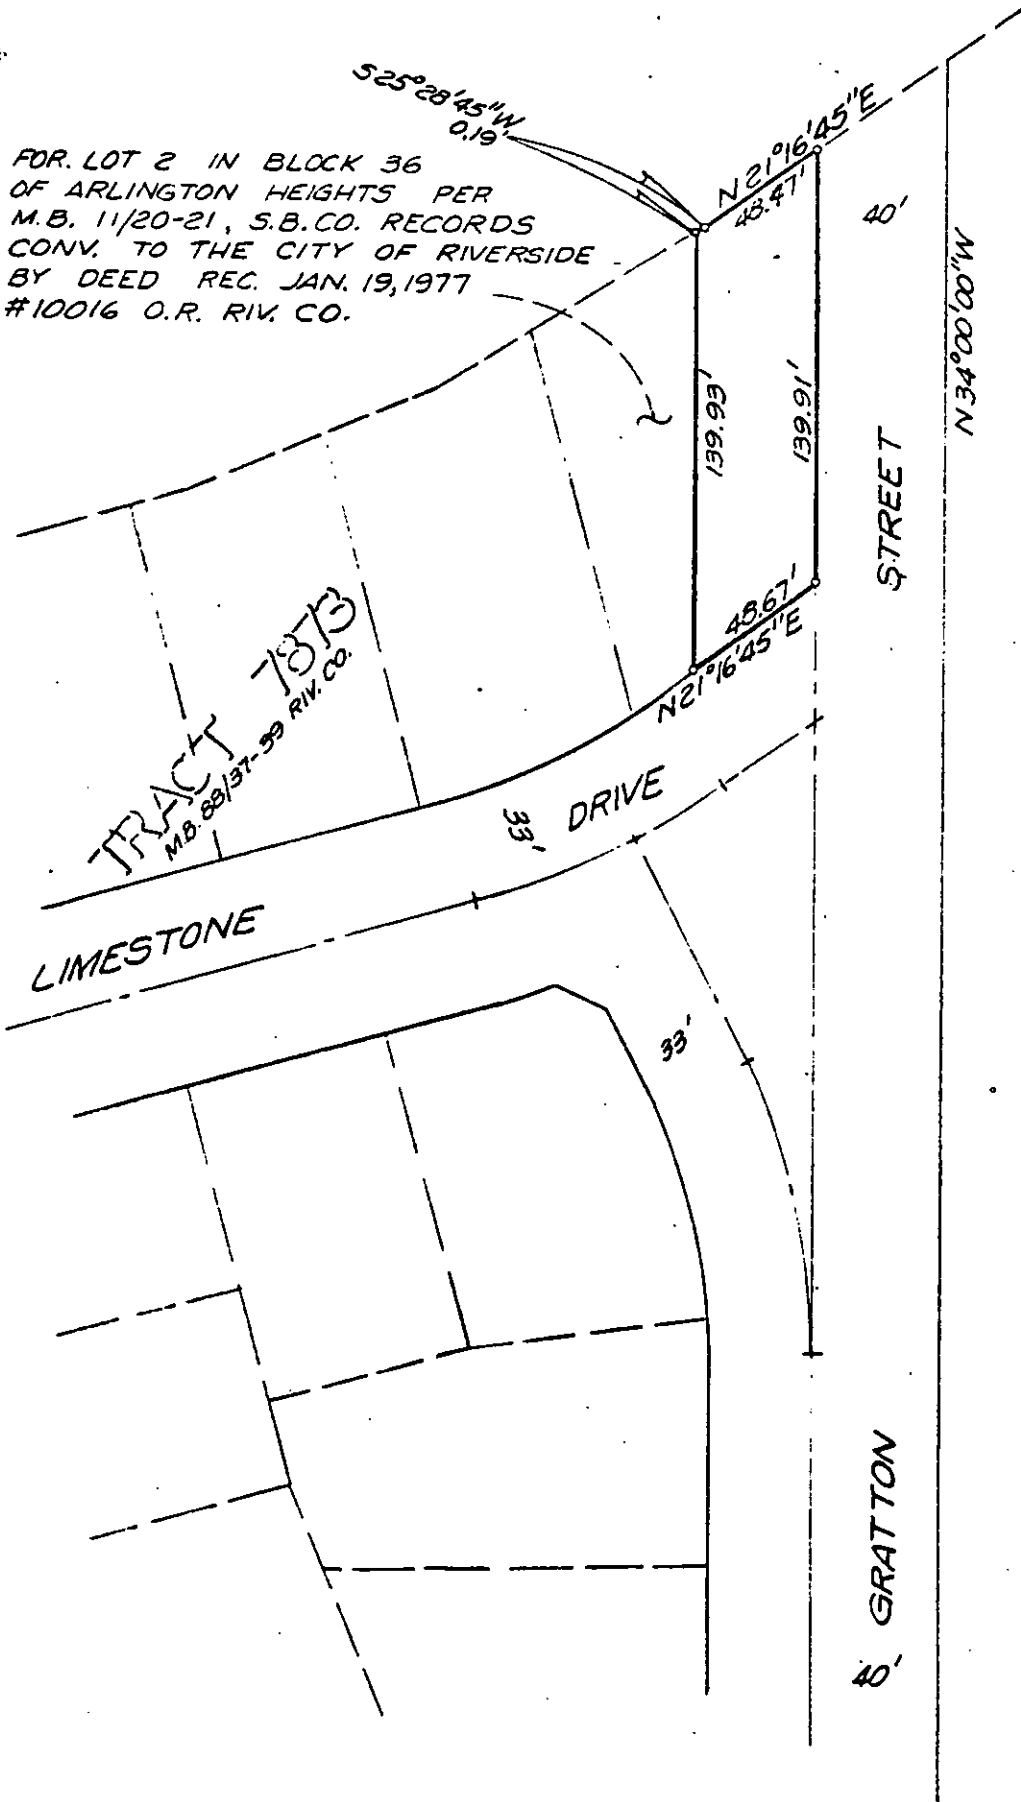 S25°28'45"W
0.19'
FOR. LOT 2 IN BLOCK 36
OF ARLINGTON HEIGHTS PER
M.B. 11/20-21, S.B.CO. RECORDS
CONV. TO THE CITY OF RIVERSIDE
BY DEED REC. JAN. 19, 1977
#10016 O.R. RIV. CO.
N21°16'45"E
48.47'
40'
N34°00'00"W
139.93'
139.91'
STREET
48.67'
N21°16'45"E
TRACT 7873
M.B. 88/37-39 RIV. CO.
33'
DRIVE
LIMESTONE
33'
GRATTON
40'